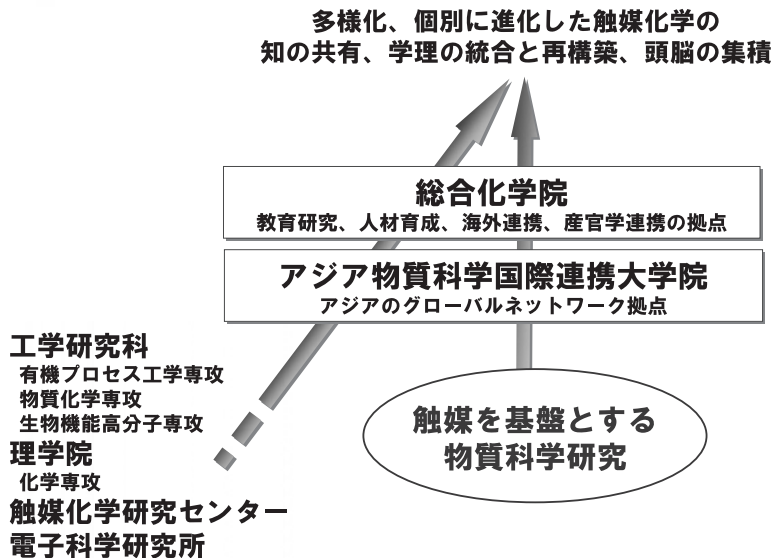 多様化、個別に進化した触媒化学の
知の共有、学理の統合と再構築、頭脳の集積
総合化学院
教育研究、人材育成、海外連携、産官学連携の拠点
アジア物質科学国際連携大学院
アジアのグローバルネットワーク拠点
工学研究科
有機プロセス工学専攻
物質化学専攻
生物機能高分子専攻
理学院
化学専攻
触媒化学研究センター
電子科学研究所
触媒を基盤とする
物質科学研究